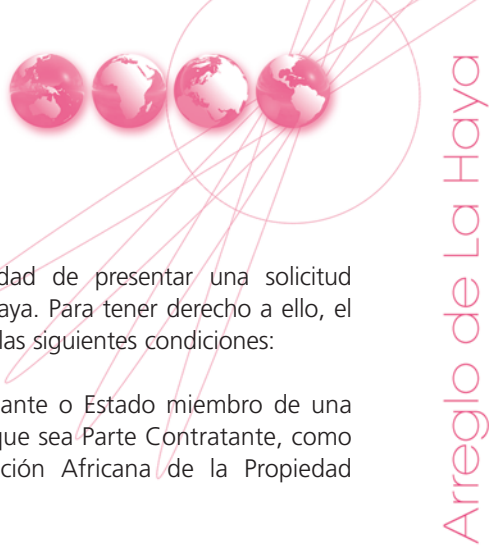 dad de presentar una solicitud
aya. Para tener derecho a ello, el
las siguientes condiciones:
ante o Estado miembro de una
que sea Parte Contratante, como
ción Africana de la Propiedad
Arreglo de La Haya